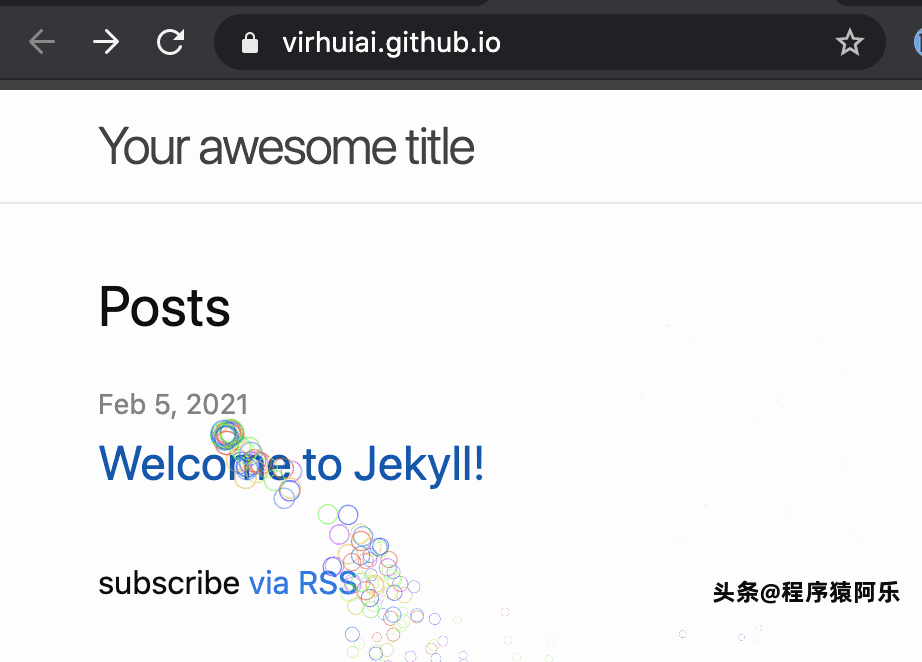 virhuiai.github.io
Your awesome title
Posts
Feb 5, 2021
Welcome to Jekyll!
subscribe via RSS
头条@程序猿阿乐